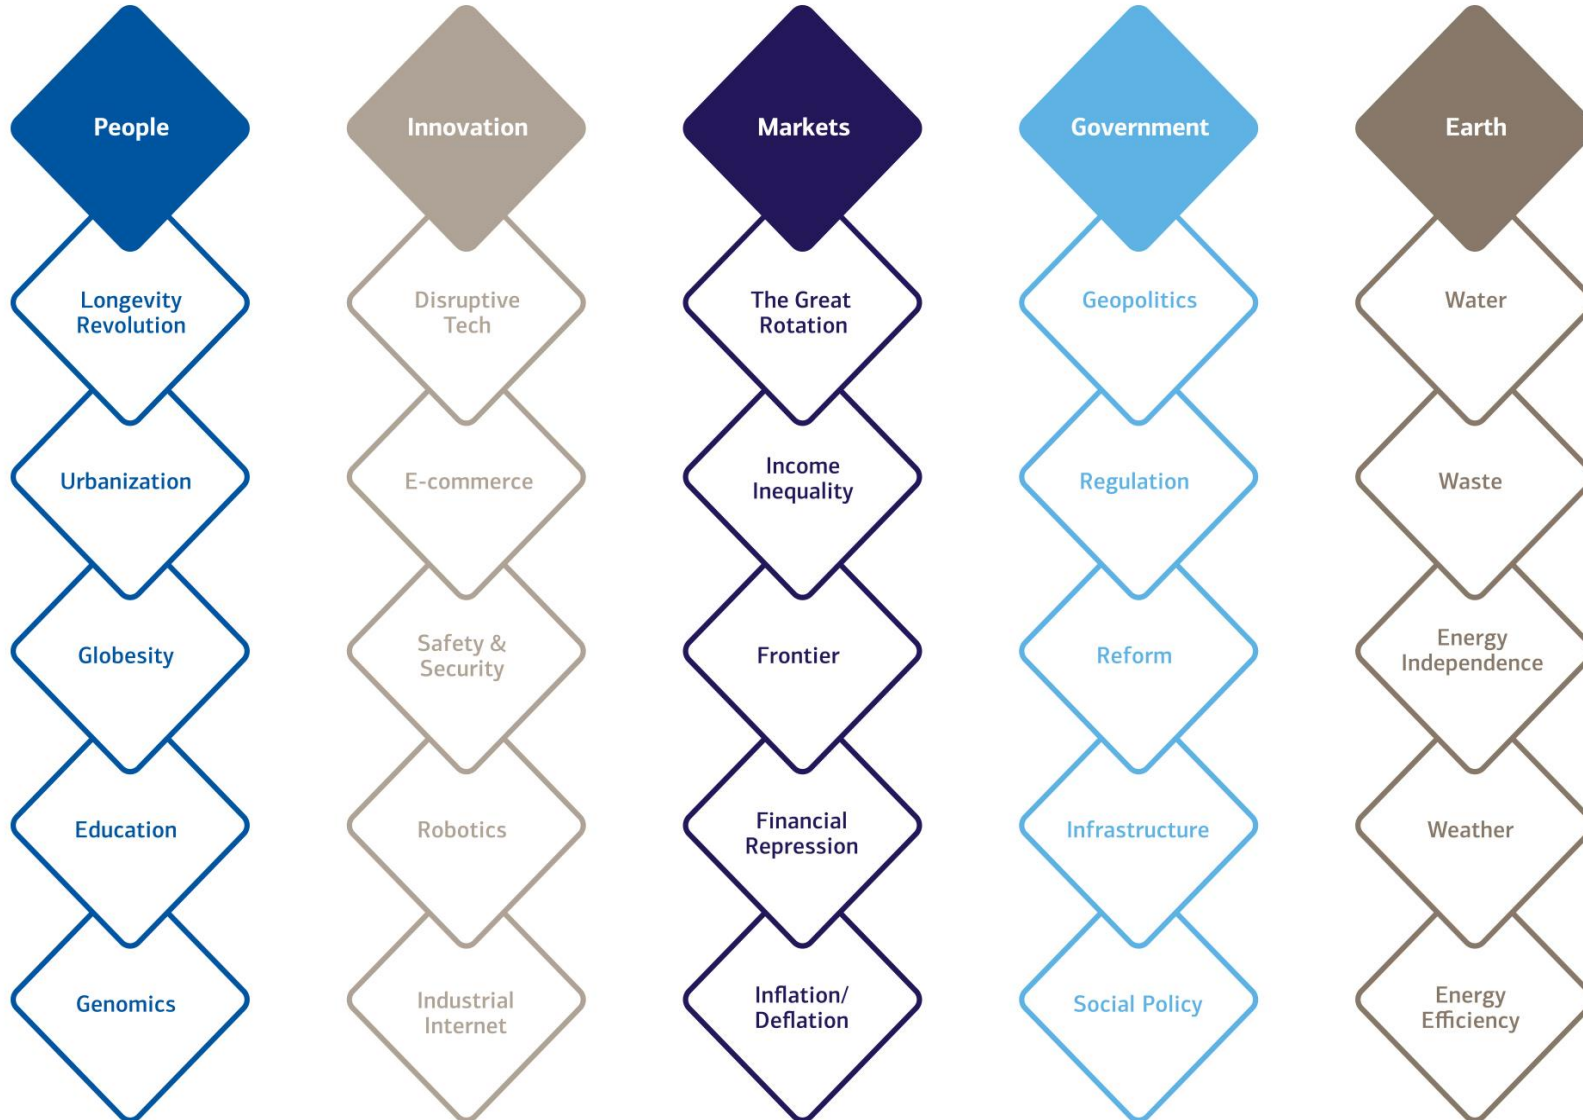 People
Longevity
Revolution
Urbanization
Globesity
Education
Genomics
Innovation
Disruptive
Tech
E-commerce
Safety &
Security
Robotics
Industrial
Internet
Markets
The Great
Rotation
Income
Inequality
Frontier
Financial
Repression
Inflation/
Deflation
Government
Geopolitics
Regulation
Reform
Infrastructure
Social Policy
Earth
Water
Waste
Energy
Independence
Weather
Energy
Efficiency